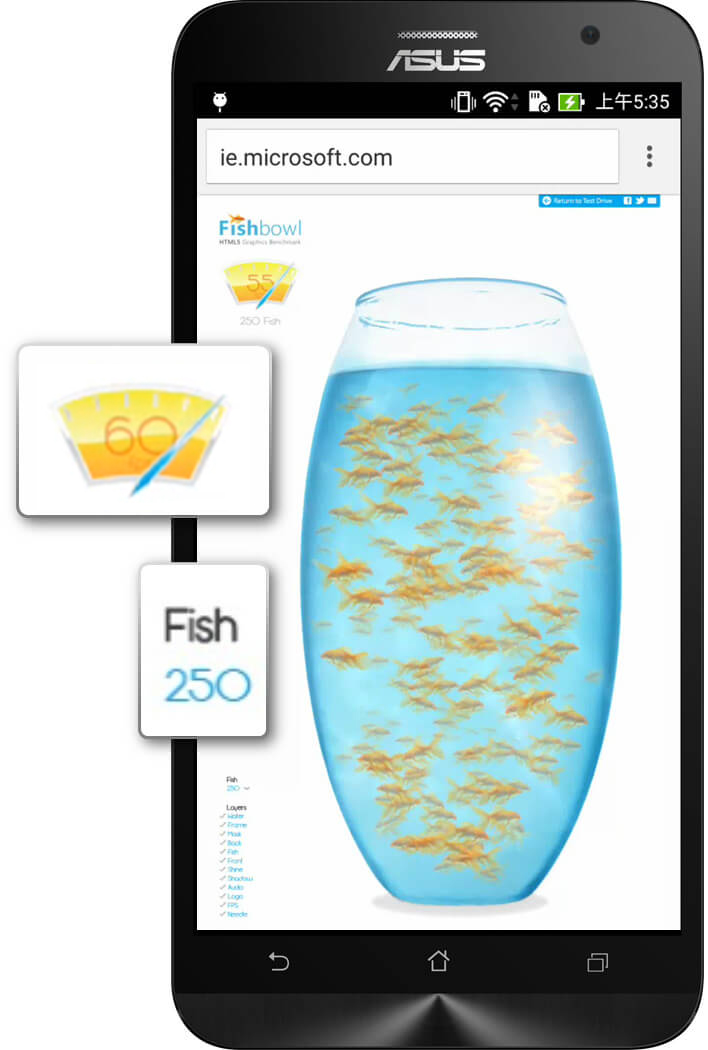 ASUS
上午5:35
ie.microsoft.com
Return to Test Drive
Fishbowl
HTML5 Graphics Benchmark
55
250 Fish
60
Fish
250
Fish
250
Layers
Water
Frame
Mask
Back
Fish
Front
Shine
Shadow
Audio
Logo
FPS
Needle